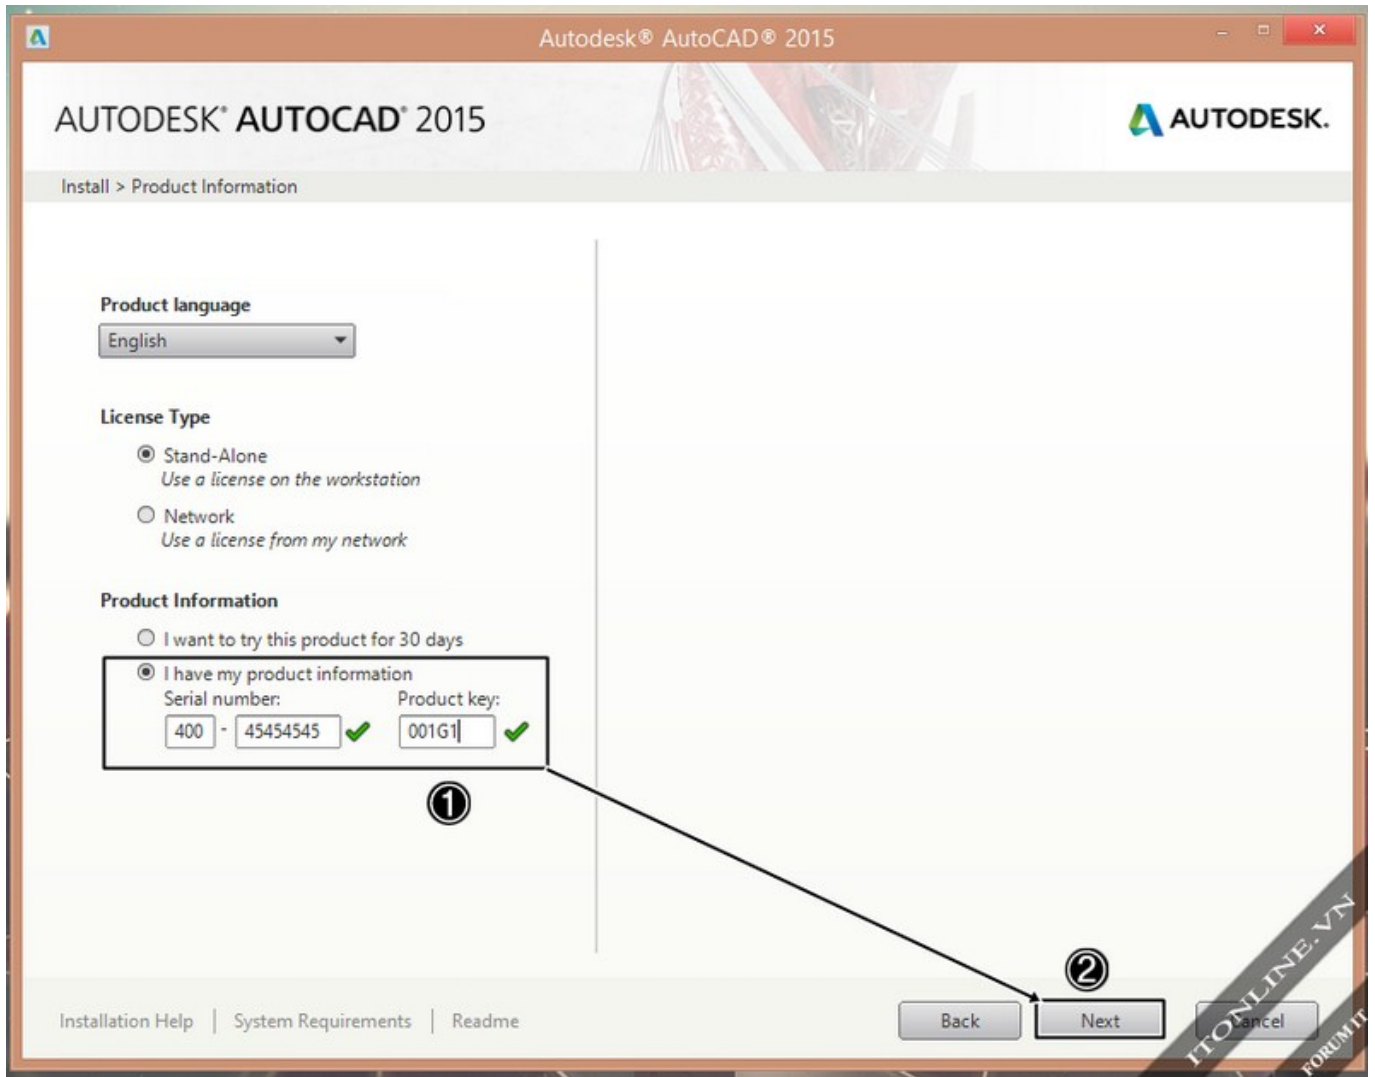 Autodesk® AutoCAD® 2015
AUTODESK® AUTOCAD® 2015
AUTODESK.
Install > Product Information
Product language
English
License Type
Stand-Alone
Use a license on the workstation
Network
Use a license from my network
Product Information
I want to try this product for 30 days
I have my product information
Serial number: Product key:
400 - 45454545 001G1
1
2
Installation Help | System Requirements | Readme
Back Next Cancel
ITONLINE.VN
FORUM IT